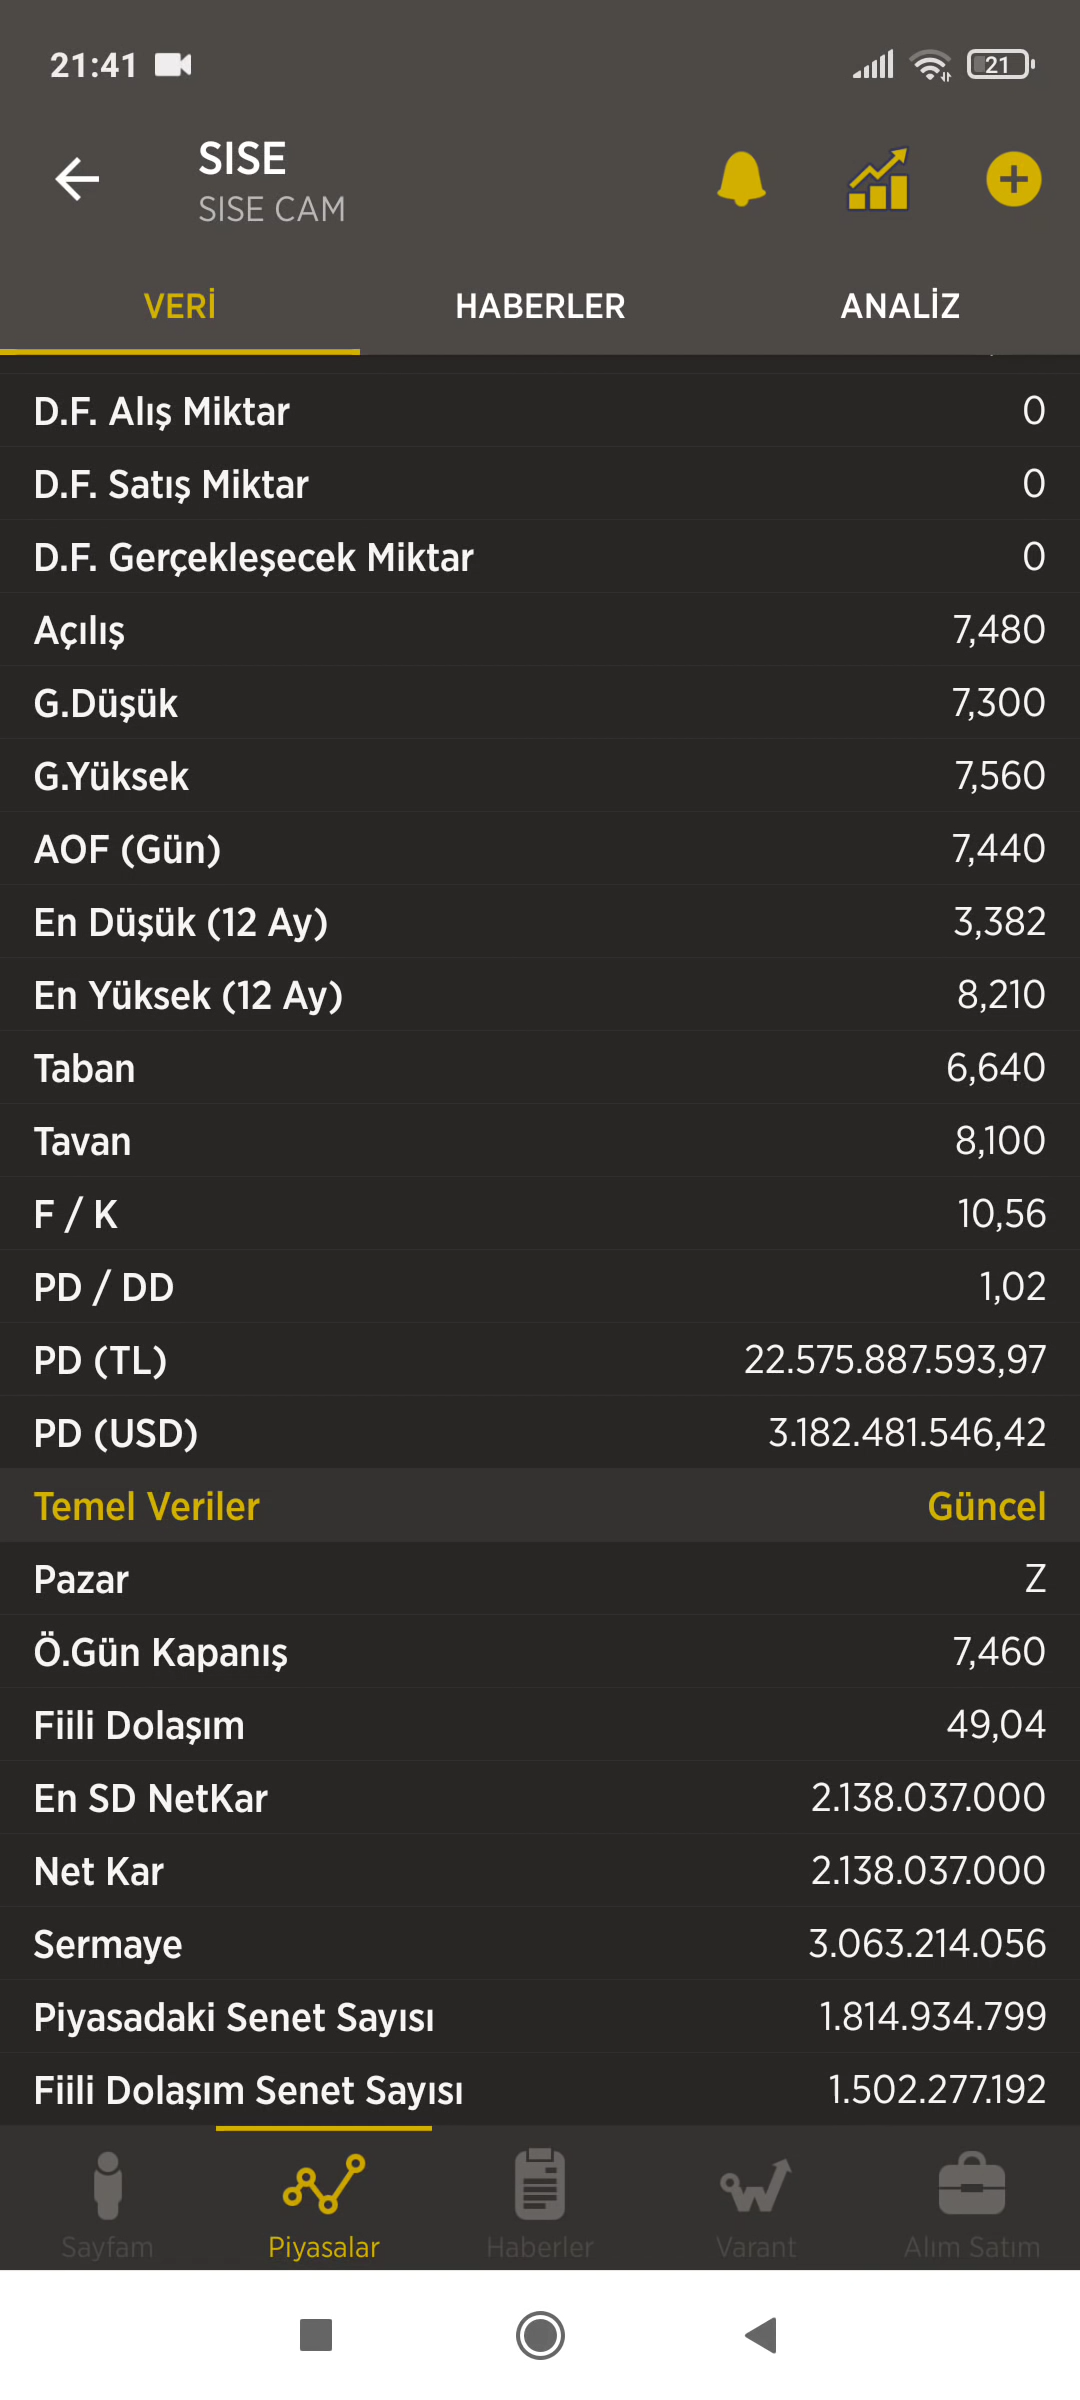 21:41
21
SISE
SISE CAM
VERİ HABERLER ANALİZ
D.F. Alış Miktar 0
D.F. Satış Miktar 0
D.F. Gerçekleşecek Miktar 0
Açılış 7,480
G.Düşük 7,300
G.Yüksek 7,560
AOF (Gün) 7,440
En Düşük (12 Ay) 3,382
En Yüksek (12 Ay) 8,210
Taban 6,640
Tavan 8,100
F / K 10,56
PD / DD 1,02
PD (TL) 22.575.887.593,97
PD (USD) 3.182.481.546,42
Temel Veriler Güncel
Pazar Z
Ö.Gün Kapanış 7,460
Fiili Dolaşım 49,04
En SD NetKar 2.138.037.000
Net Kar 2.138.037.000
Sermaye 3.063.214.056
Piyasadaki Senet Sayısı 1.814.934.799
Fiili Dolaşım Senet Sayısı 1.502.277.192
Sayfam Piyasalar Haberler Varant Alım Satım